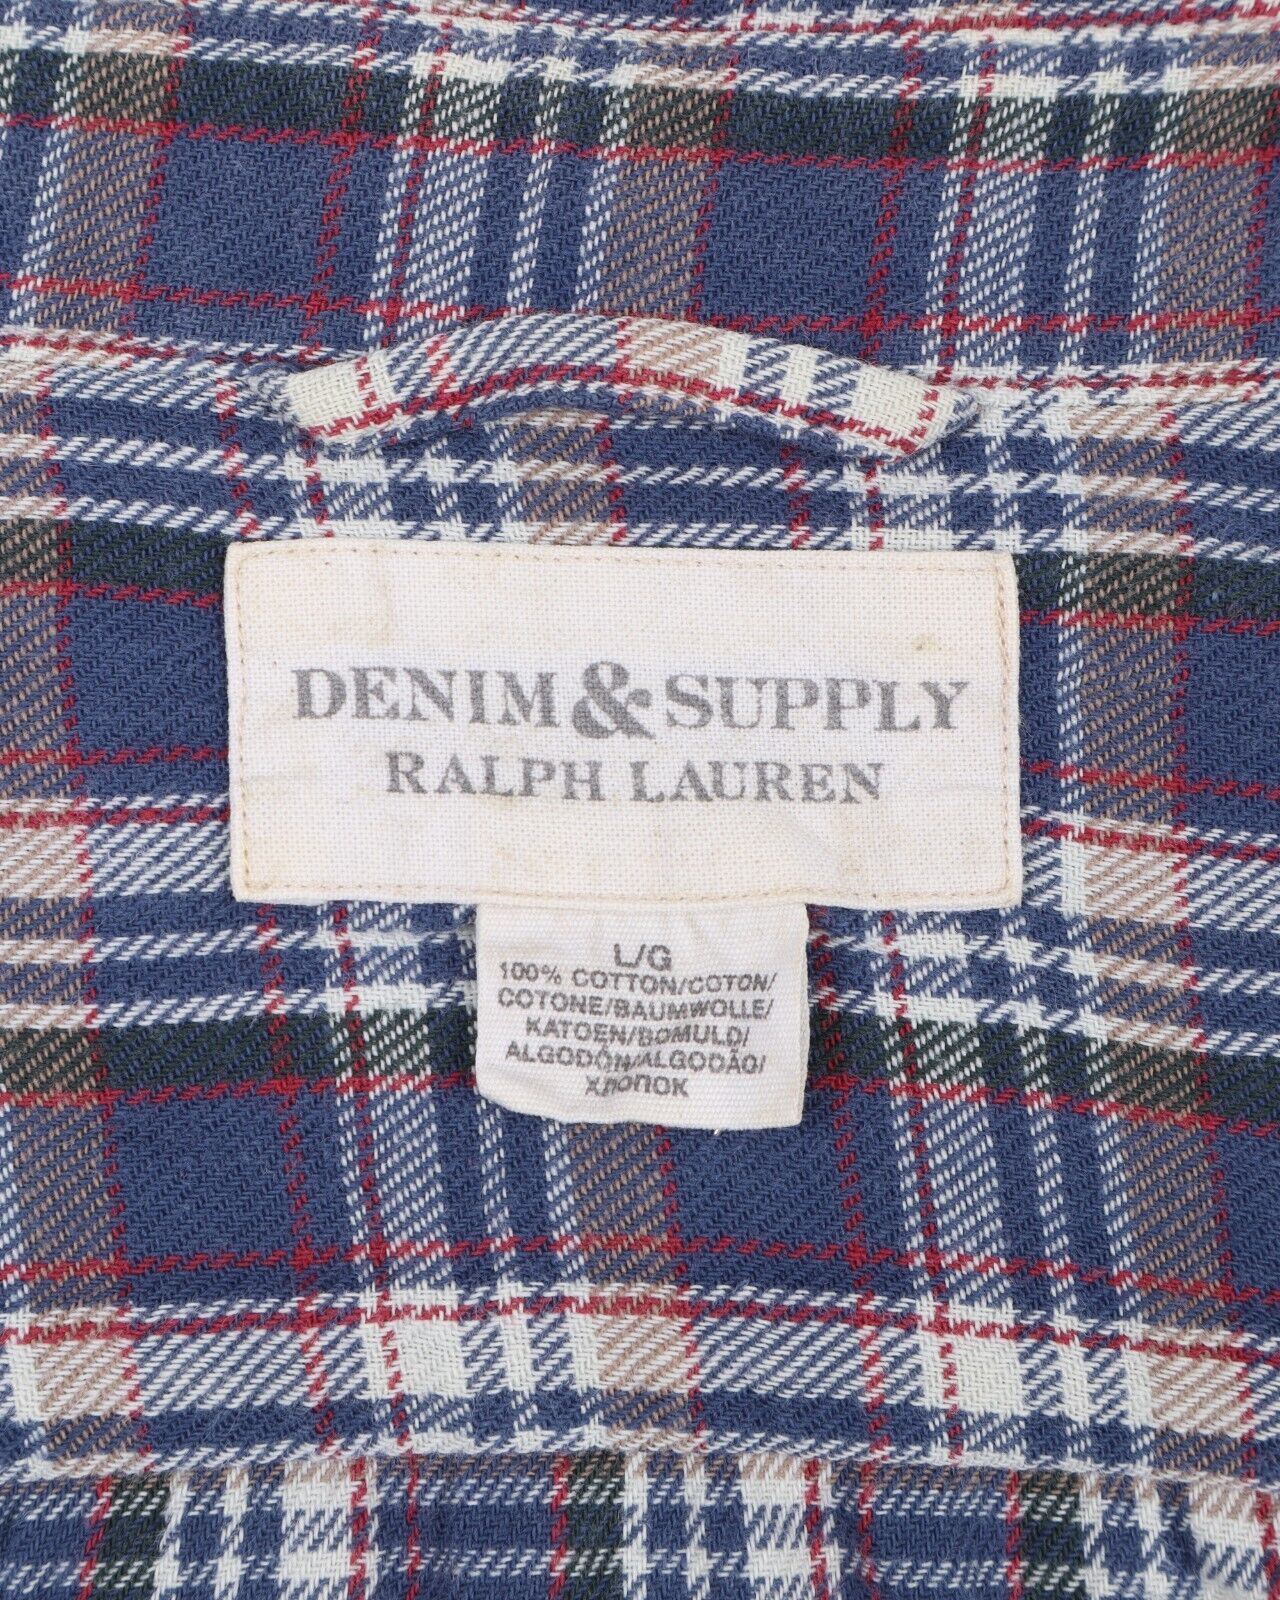 DENIM & SUPPLY
RALPH LAUREN
L/G
100% COTTON/COTON/
COTONE/BAUMWOLLE/
KATOEN/BOMULD/
ALGODÓN/ALGODÃO/
ХЛОПОК